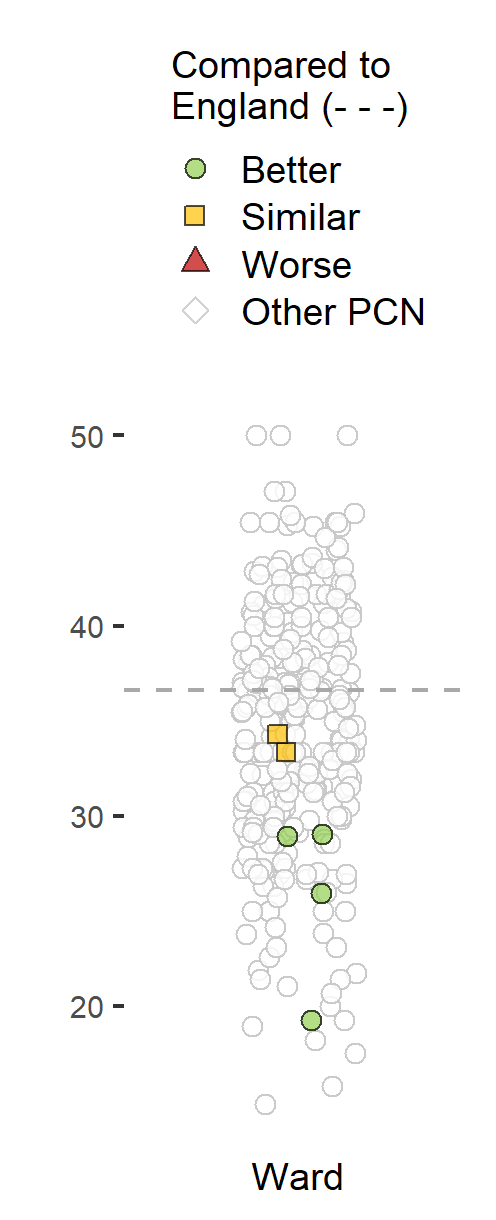 Compared to
England (- - -)
Better
Similar
Worse
Other PCN
50
40
30
20
Ward